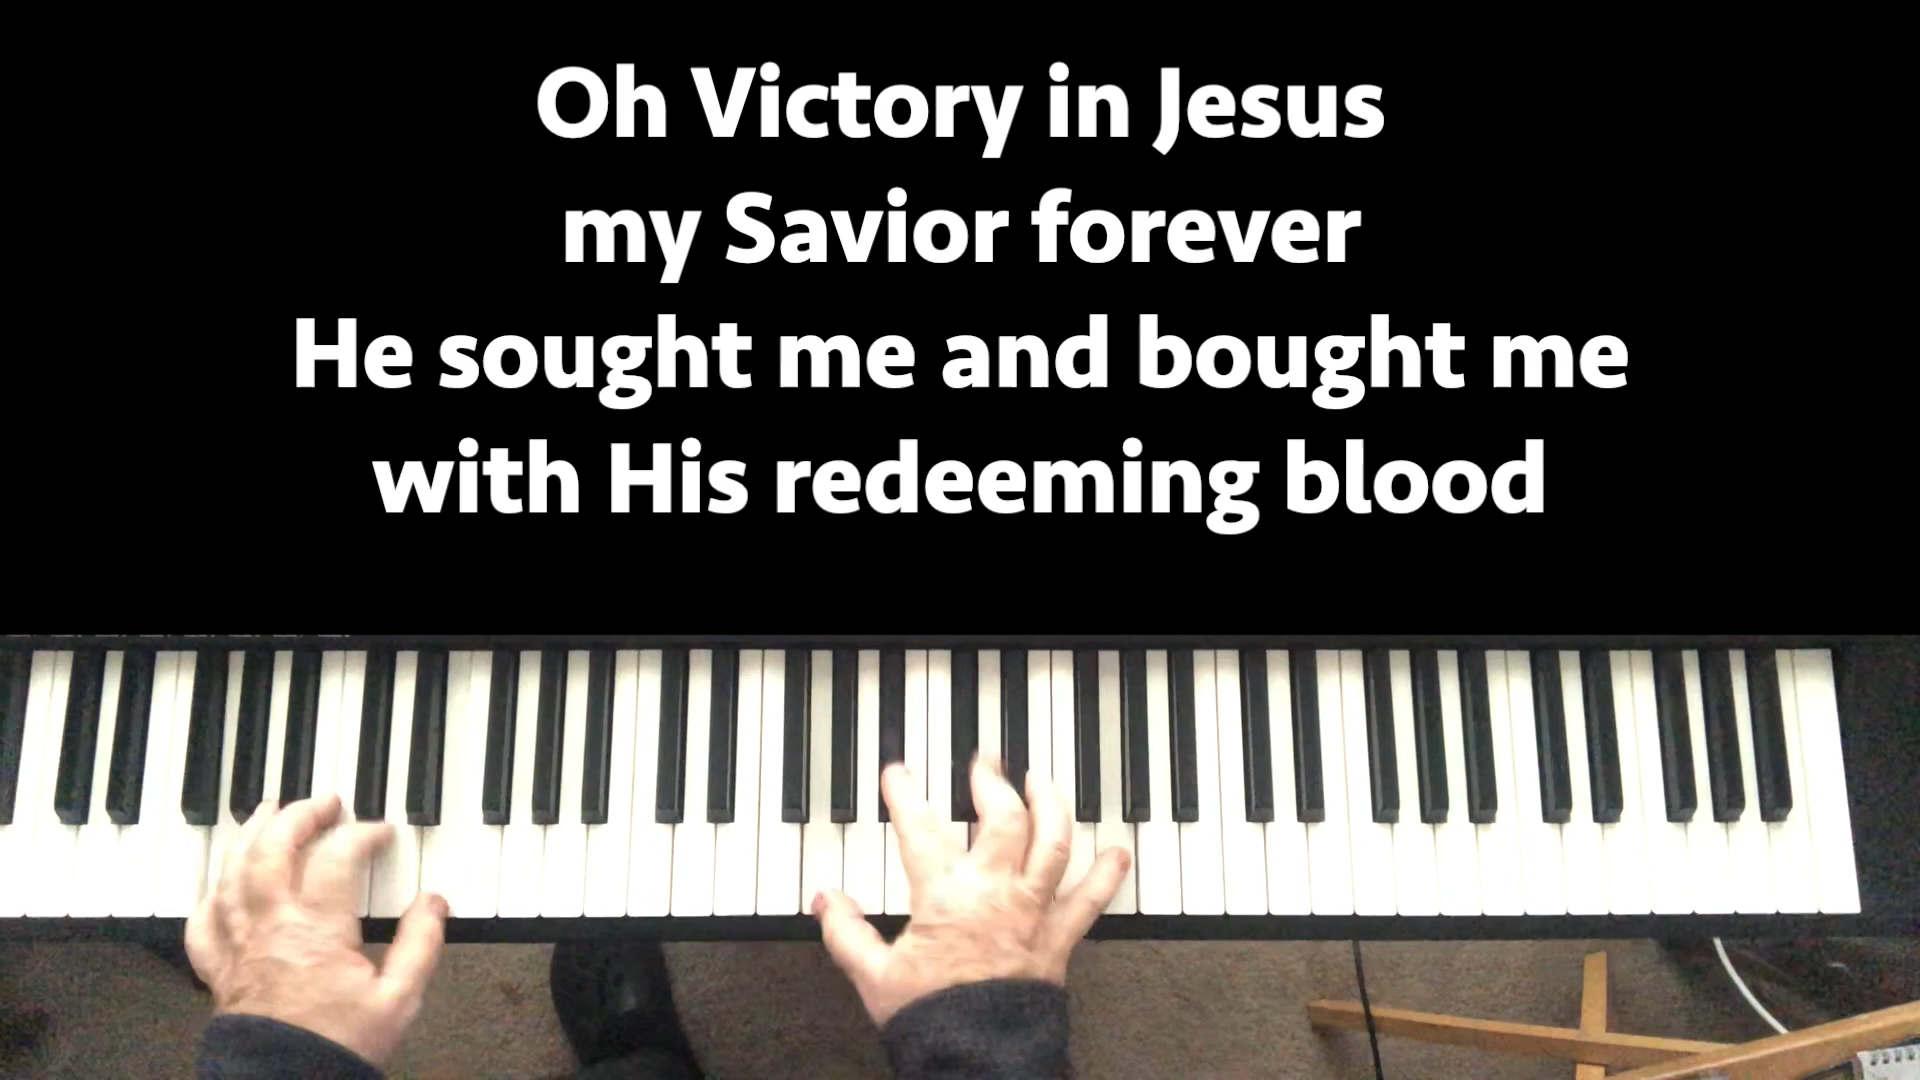 Oh Victory in Jesus
my Savior forever
He sought me and bought me
with His redeeming blood